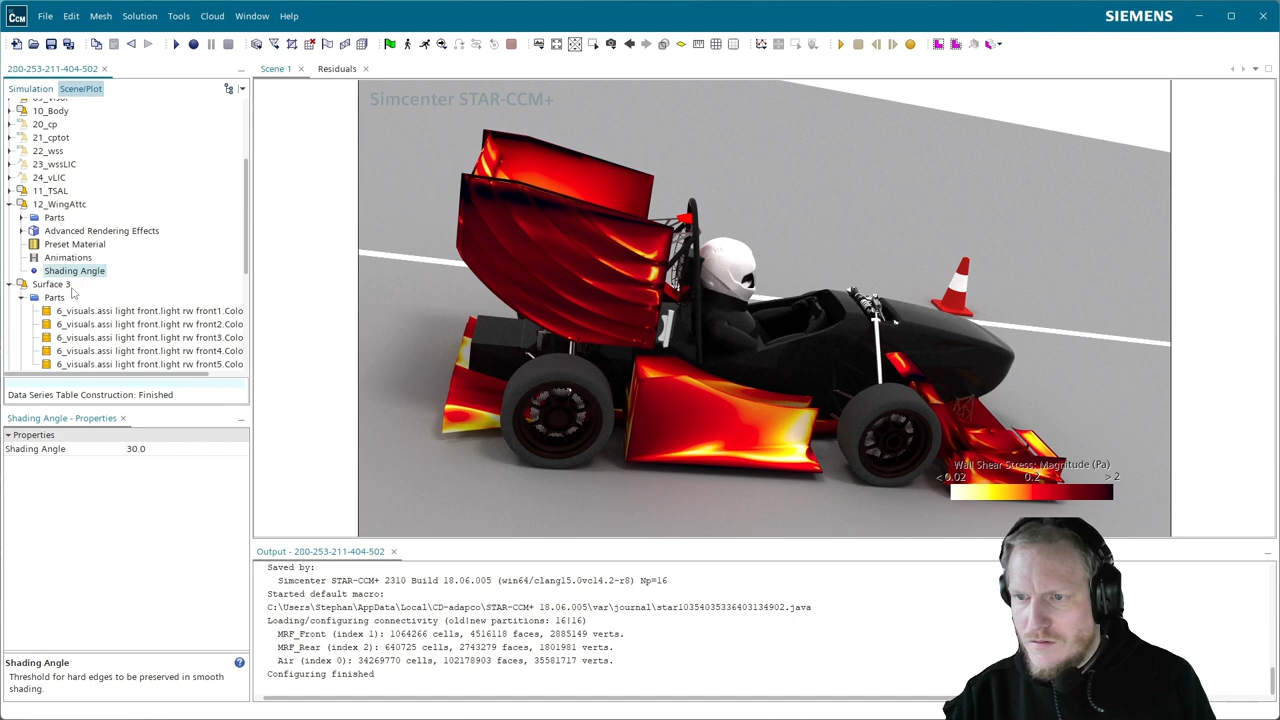 CCM File Edit Mesh Solution Tools Cloud Window Help SIEMENS
280-253-211-404-502
Scene 1 Residuals
Simulation Scene/Plot
10_Body
20_cp
21_cptot
22_wss
23_wssLIC
24_vLIC
11_TSAL
12_WingAttc
Parts
Advanced Rendering Effects
Preset Material
Animations
Shading Angle
Surface 3
Parts
6_visuals.assi light front.light rw front1.Colo
6_visuals.assi light front.light rw front2.Colo
6_visuals.assi light front.light rw front3.Colo
6_visuals.assi light front.light rw front4.Colo
6_visuals.assi light front.light rw front5.Colo
Data Series Table Construction: Finished
Shading Angle - Properties
Properties
Shading Angle 30.0
Shading Angle
Threshold for hard edges to be preserved in smooth
shading.
Simcenter STAR-CCM+
Wall Shear Stress: Magnitude (Pa)
< 0.02 0.2 > 2
Output - 280-253-211-404-502
Saved by:
Simcenter STAR-CCM+ 2310 Build 18.06.005 (win64/clang15.0vc14.2-r8) Np=16
Started default macro:
C:\Users\Stephan\AppData\Local\CD-adapco\STAR-CCM+ 18.06.005\var\journal\star10354035336403134902.java
Loading/configuring connectivity (old|new partitions: 16|16)
MRF_Front (index 1): 1064266 cells, 4516118 faces, 2885149 verts.
MRF_Rear (index 2): 640725 cells, 2743279 faces, 1801981 verts.
Air (index 0): 34269770 cells, 102178903 faces, 35581717 verts.
Configuring finished